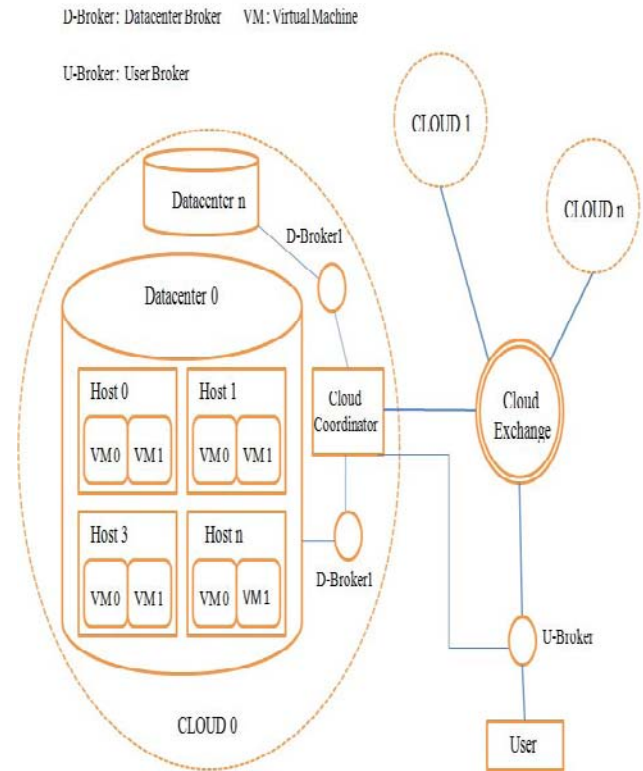 D-Broker: Datacenter Broker VM: Virtual Machine
U-Broker: User Broker
CLOUD 1
CLOUD n
Datacenter n
D-Broker1
Datacenter 0
Host 0
Host 1
VM0 VM1
VM0 VM1
Cloud
Coordinator
Cloud
Exchange
Host 3
Host n
VM0 VM1
VM0 VM1
D-Broker1
U-Broker
CLOUD 0
User